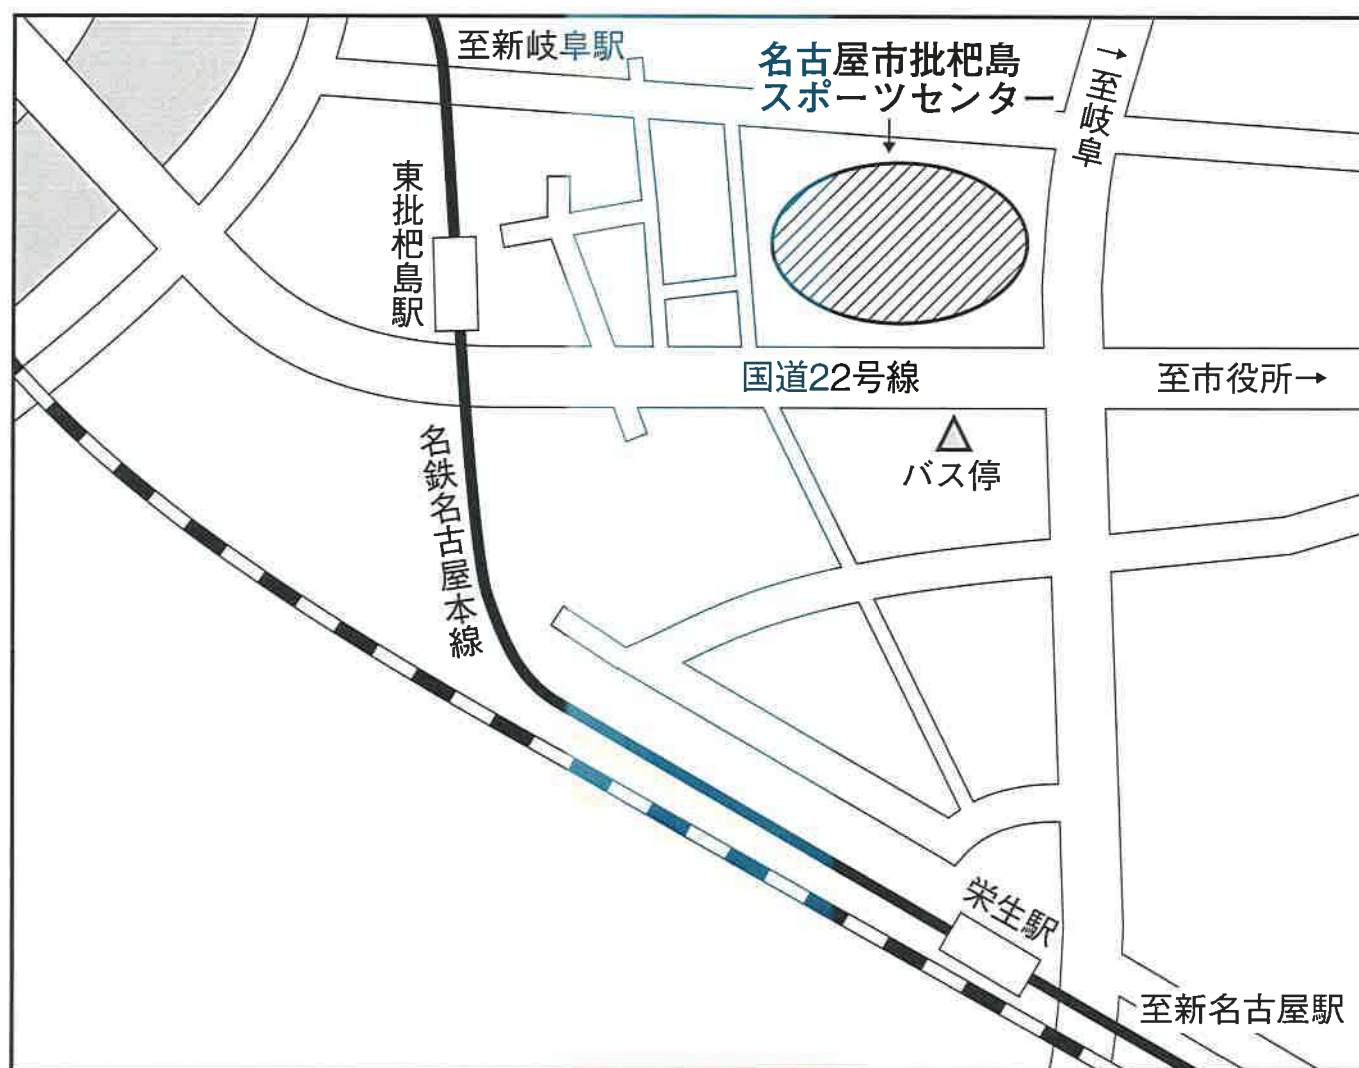 至新岐阜駅
名古屋市批杷島
スポーツセンター
→至岐阜
東批杷島駅
国道22号線
至市役所→
バス停
名鉄名古屋本線
栄生駅
至新名古屋駅